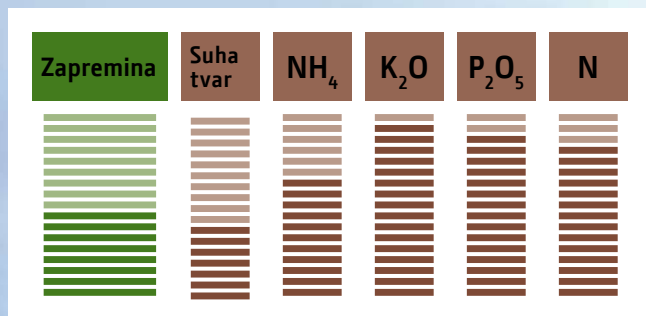 Zapremina
Suha
tvar
NH₄
K₂O
P₂O₅
N